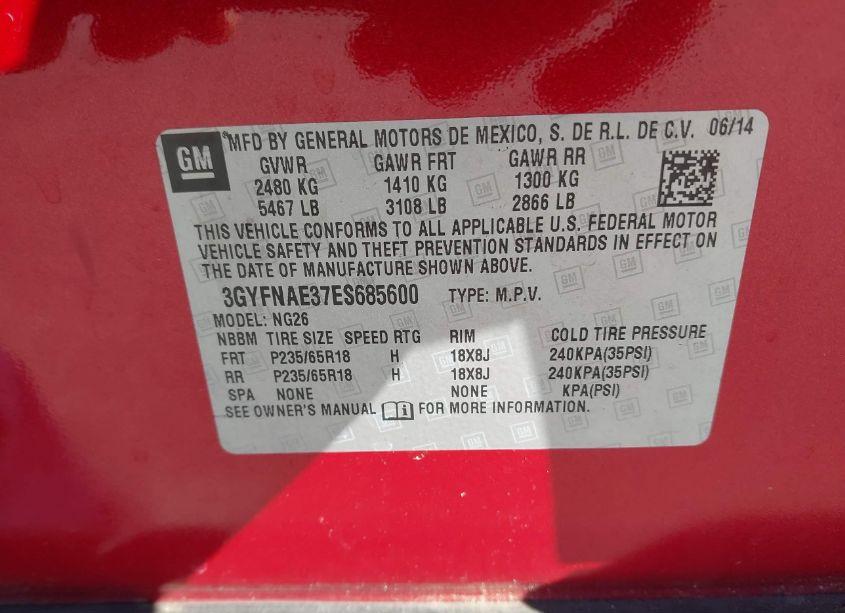 GM
®MFD BY GENERAL MOTORS DE MEXICO, S. DE R.L. DE C.V. 06/14
GVWR GAWR FRT GAWR RR
2480 KG 1410 KG 1300 KG
5467 LB 3108 LB 2866 LB
THIS VEHICLE CONFORMS TO ALL APPLICABLE U.S. FEDERAL MOTOR
VEHICLE SAFETY AND THEFT PREVENTION STANDARDS IN EFFECT ON
THE DATE OF MANUFACTURE SHOWN ABOVE.
3GYFNAE37ES685600 TYPE: M.P.V.
MODEL: NG26
NBBM TIRE SIZE SPEED RTG RIM COLD TIRE PRESSURE
FRT P235/65R18 H 18X8J 240KPA(35PSI)
RR P235/65R18 H 18X8J 240KPA(35PSI)
SPA NONE NONE KPA(PSI)
SEE OWNER'S MANUAL FOR MORE INFORMATION.